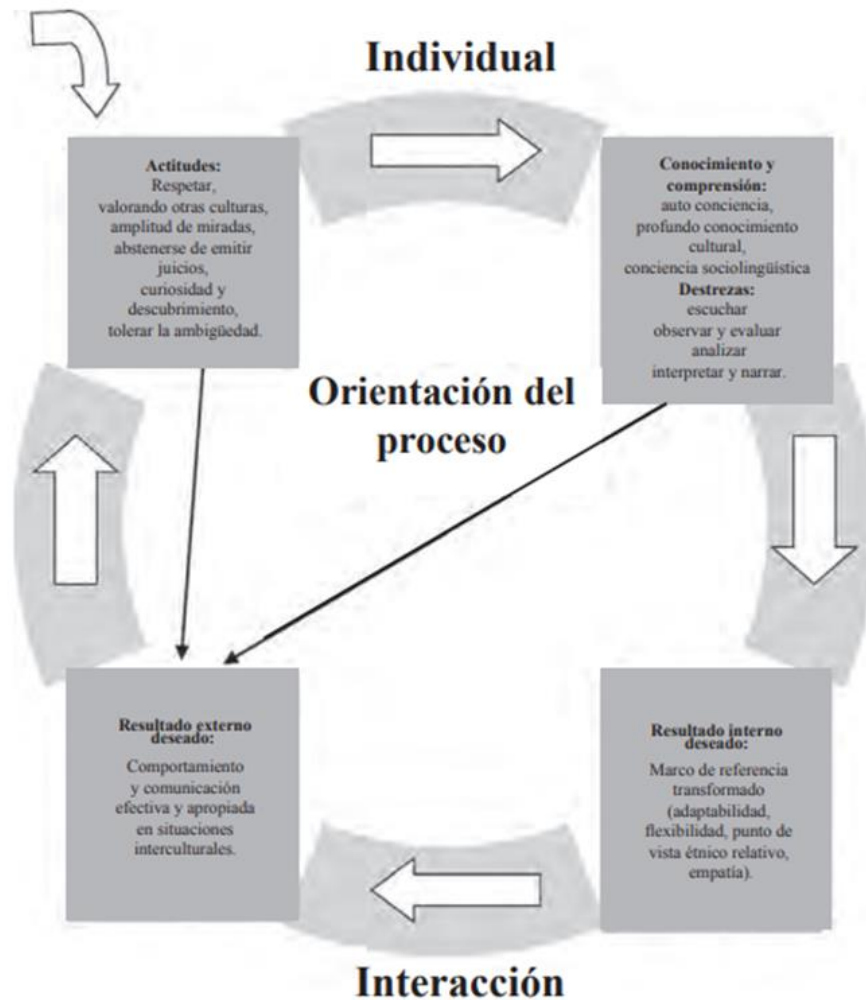 Individual
Actitudes:
Respetar,
valorando otras culturas,
amplitud de miradas,
abstenerse de emitir
juicios,
curiosidad y
descubrimiento,
tolerar la ambigüedad.
Conocimiento y
comprensión:
auto conciencia,
profundo conocimiento
cultural,
conciencia sociolingüística
Destrezas:
escuchar
observar y evaluar
analizar
interpretar y narrar.
Orientación del
proceso
Resultado externo
deseado:
Comportamiento
y comunicación
efectiva y apropiada
en situaciones
interculturales.
Resultado interno
deseado:
Marco de referencia
transformado
(adaptabilidad,
flexibilidad, punto de
vista étnico relativo,
empatía).
Interacción